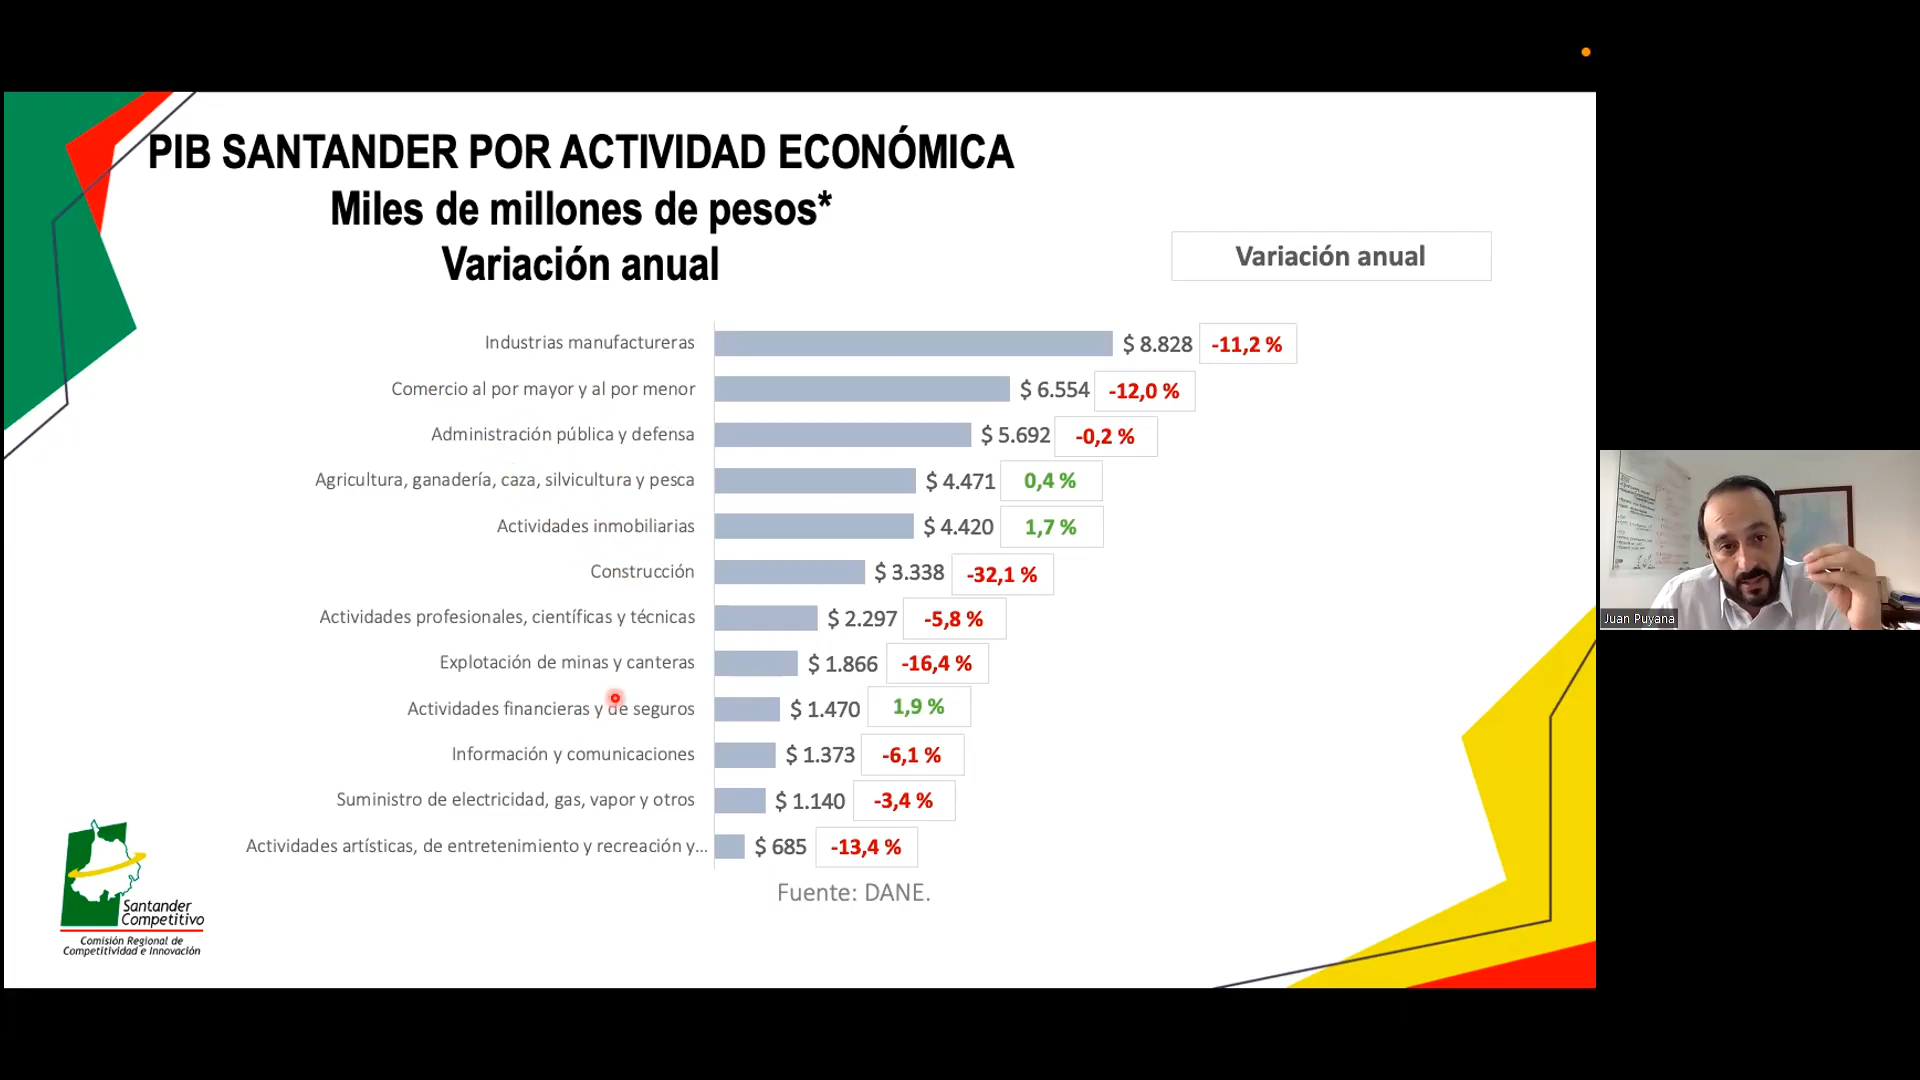 PIB SANTANDER POR ACTIVIDAD ECONÓMICA
Miles de millones de pesos*
Variación anual
Variación anual
Industrias manufactureras $ 8.828 -11,2 %
Comercio al por mayor y al por menor $ 6.554 -12,0 %
Administración pública y defensa $ 5.692 -0,2 %
Agricultura, ganadería, caza, silvicultura y pesca $ 4.471 0,4 %
Actividades inmobiliarias $ 4.420 1,7 %
Construcción $ 3.338 -32,1 %
Actividades profesionales, científicas y técnicas $ 2.297 -5,8 %
Explotación de minas y canteras $ 1.866 -16,4 %
Actividades financieras y de seguros $ 1.470 1,9 %
Información y comunicaciones $ 1.373 -6,1 %
Suministro de electricidad, gas, vapor y otros $ 1.140 -3,4 %
Actividades artísticas, de entretenimiento y recreación y... $ 685 -13,4 %
Fuente: DANE.
Santander
Competitivo
Comisión Regional de
Competitividad e Innovación
Juan Puyana